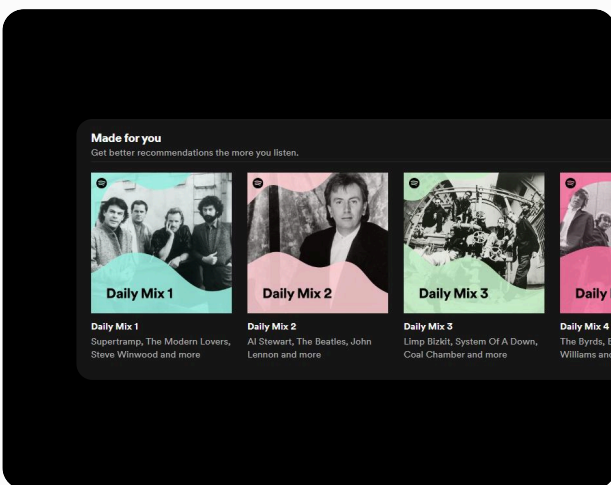 Made for you
Get better recommendations the more you listen.
Daily Mix 1
Daily Mix 2
Daily Mix 3
Daily
Daily Mix 1
Supertramp, The Modern Lovers,
Steve Winwood and more
Daily Mix 2
Al Stewart, The Beatles, John
Lennon and more
Daily Mix 3
Limp Bizkit, System Of A Down,
Coal Chamber and more
Daily Mix 4
The Byrds,
Williams